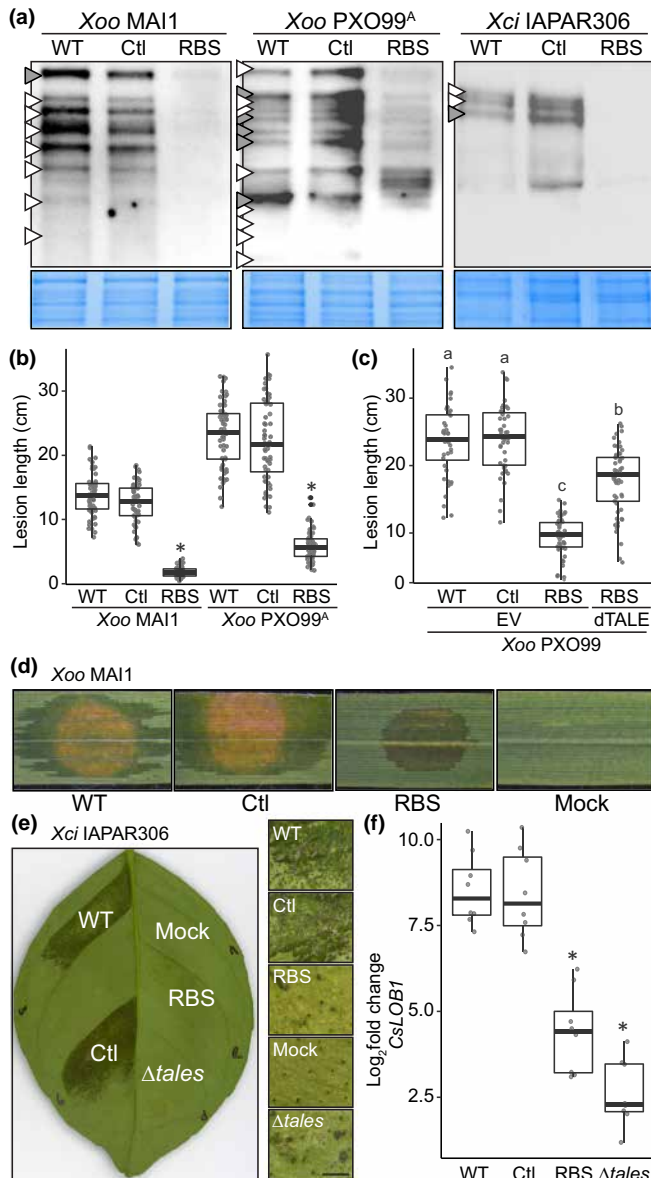 (a) Xoo MAI1 Xoo PXO99ᴬ Xci IAPAR306
WT Ctl RBS WT Ctl RBS WT Ctl RBS
(b)
Lesion length (cm)
30
20
10
0
*
*
WT Ctl RBS WT Ctl RBS
Xoo MAI1 Xoo PXO99ᴬ
(c)
Lesion length (cm)
30
20
10
0
a a
b
c
WT Ctl RBS RBS
EV dTALE
Xoo PXO99
(d) Xoo MAI1
WT Ctl RBS Mock
(e) Xci IAPAR306
WT
Mock
RBS
Ctl
Δtales
WT
Ctl
RBS
Mock
Δtales
(f)
Log₂fold change
CsLOB1
10.0
7.5
5.0
2.5
*
*
WT Ctl RBS Δtales